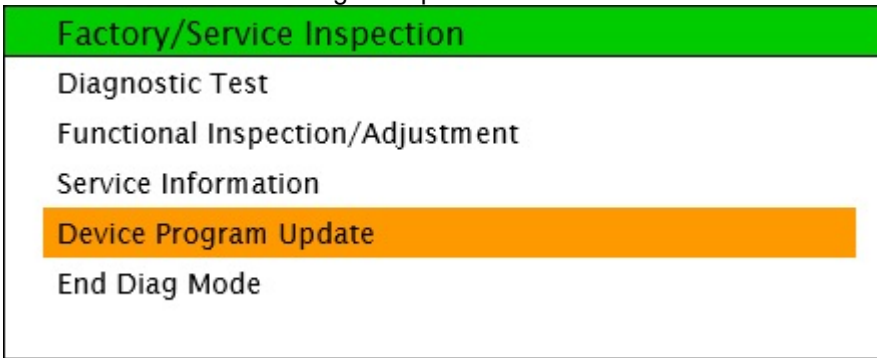 Factory/Service Inspection
Diagnostic Test
Functional Inspection/Adjustment
Service Information
Device Program Update
End Diag Mode